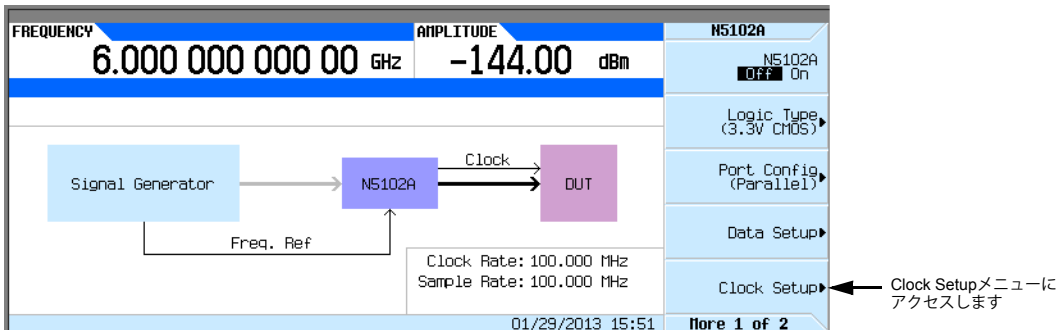 FREQUENCY
6.000 000 000 00 GHz
AMPLITUDE
-144.00 dBm
N5102A
N5102A
Off On
Logic Type
(3.3V CMOS)
Port Config
(Parallel)
Data Setup
Clock Setup
More 1 of 2
Signal Generator
N5102A
Clock
DUT
Freq. Ref
Clock Rate: 100.000 MHz
Sample Rate: 100.000 MHz
01/29/2013 15:51
Clock Setupメニューに
アクセスします